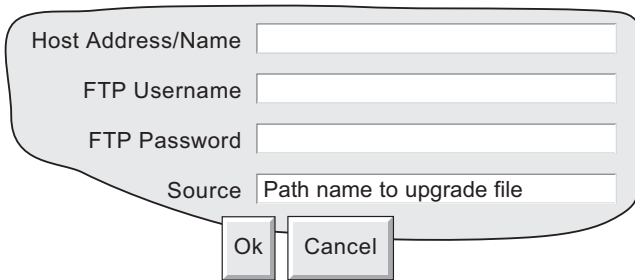 Host Address/Name
FTP Username
FTP Password
Source Path name to upgrade file
Ok Cancel